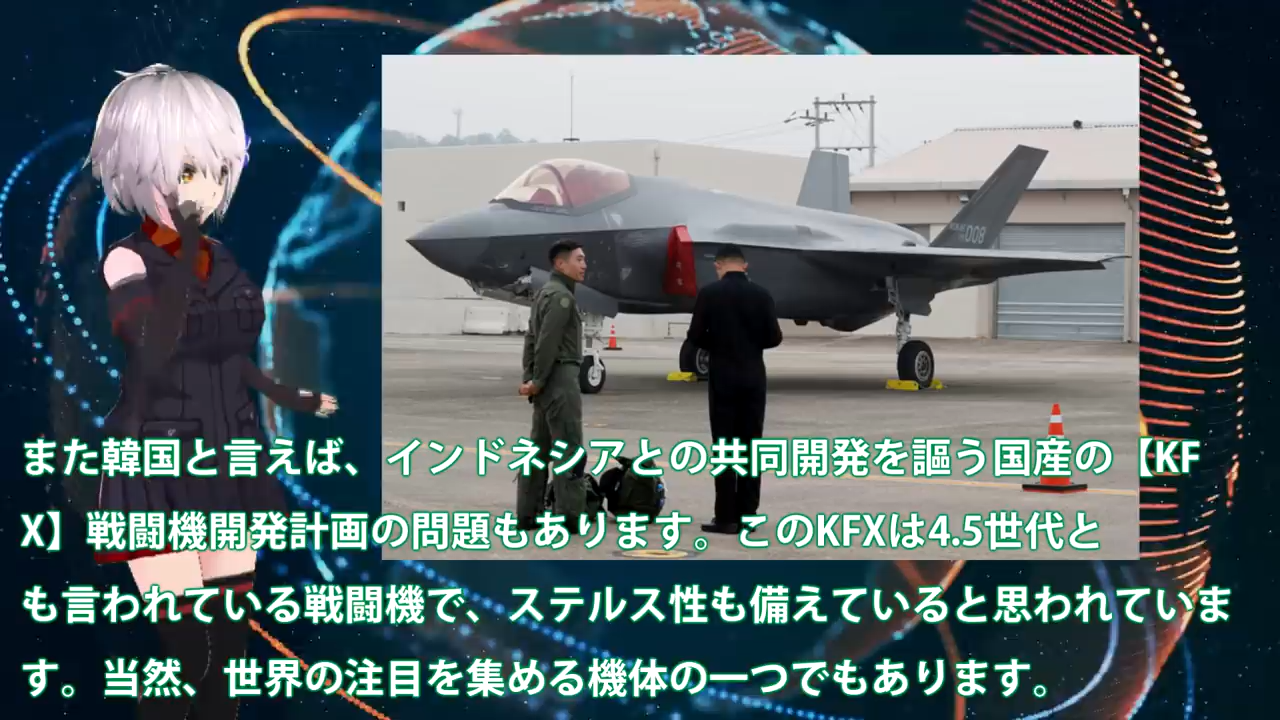 008
また韓国と言えば、インドネシアとの共同開発を謳う国産の【KF
X】戦闘機開発計画の問題もあります。このKFXは4.5世代と
も言われている戦闘機で、ステルス性も備えていると思われていま
す。当然、世界の注目を集める機体の一つでもあります。